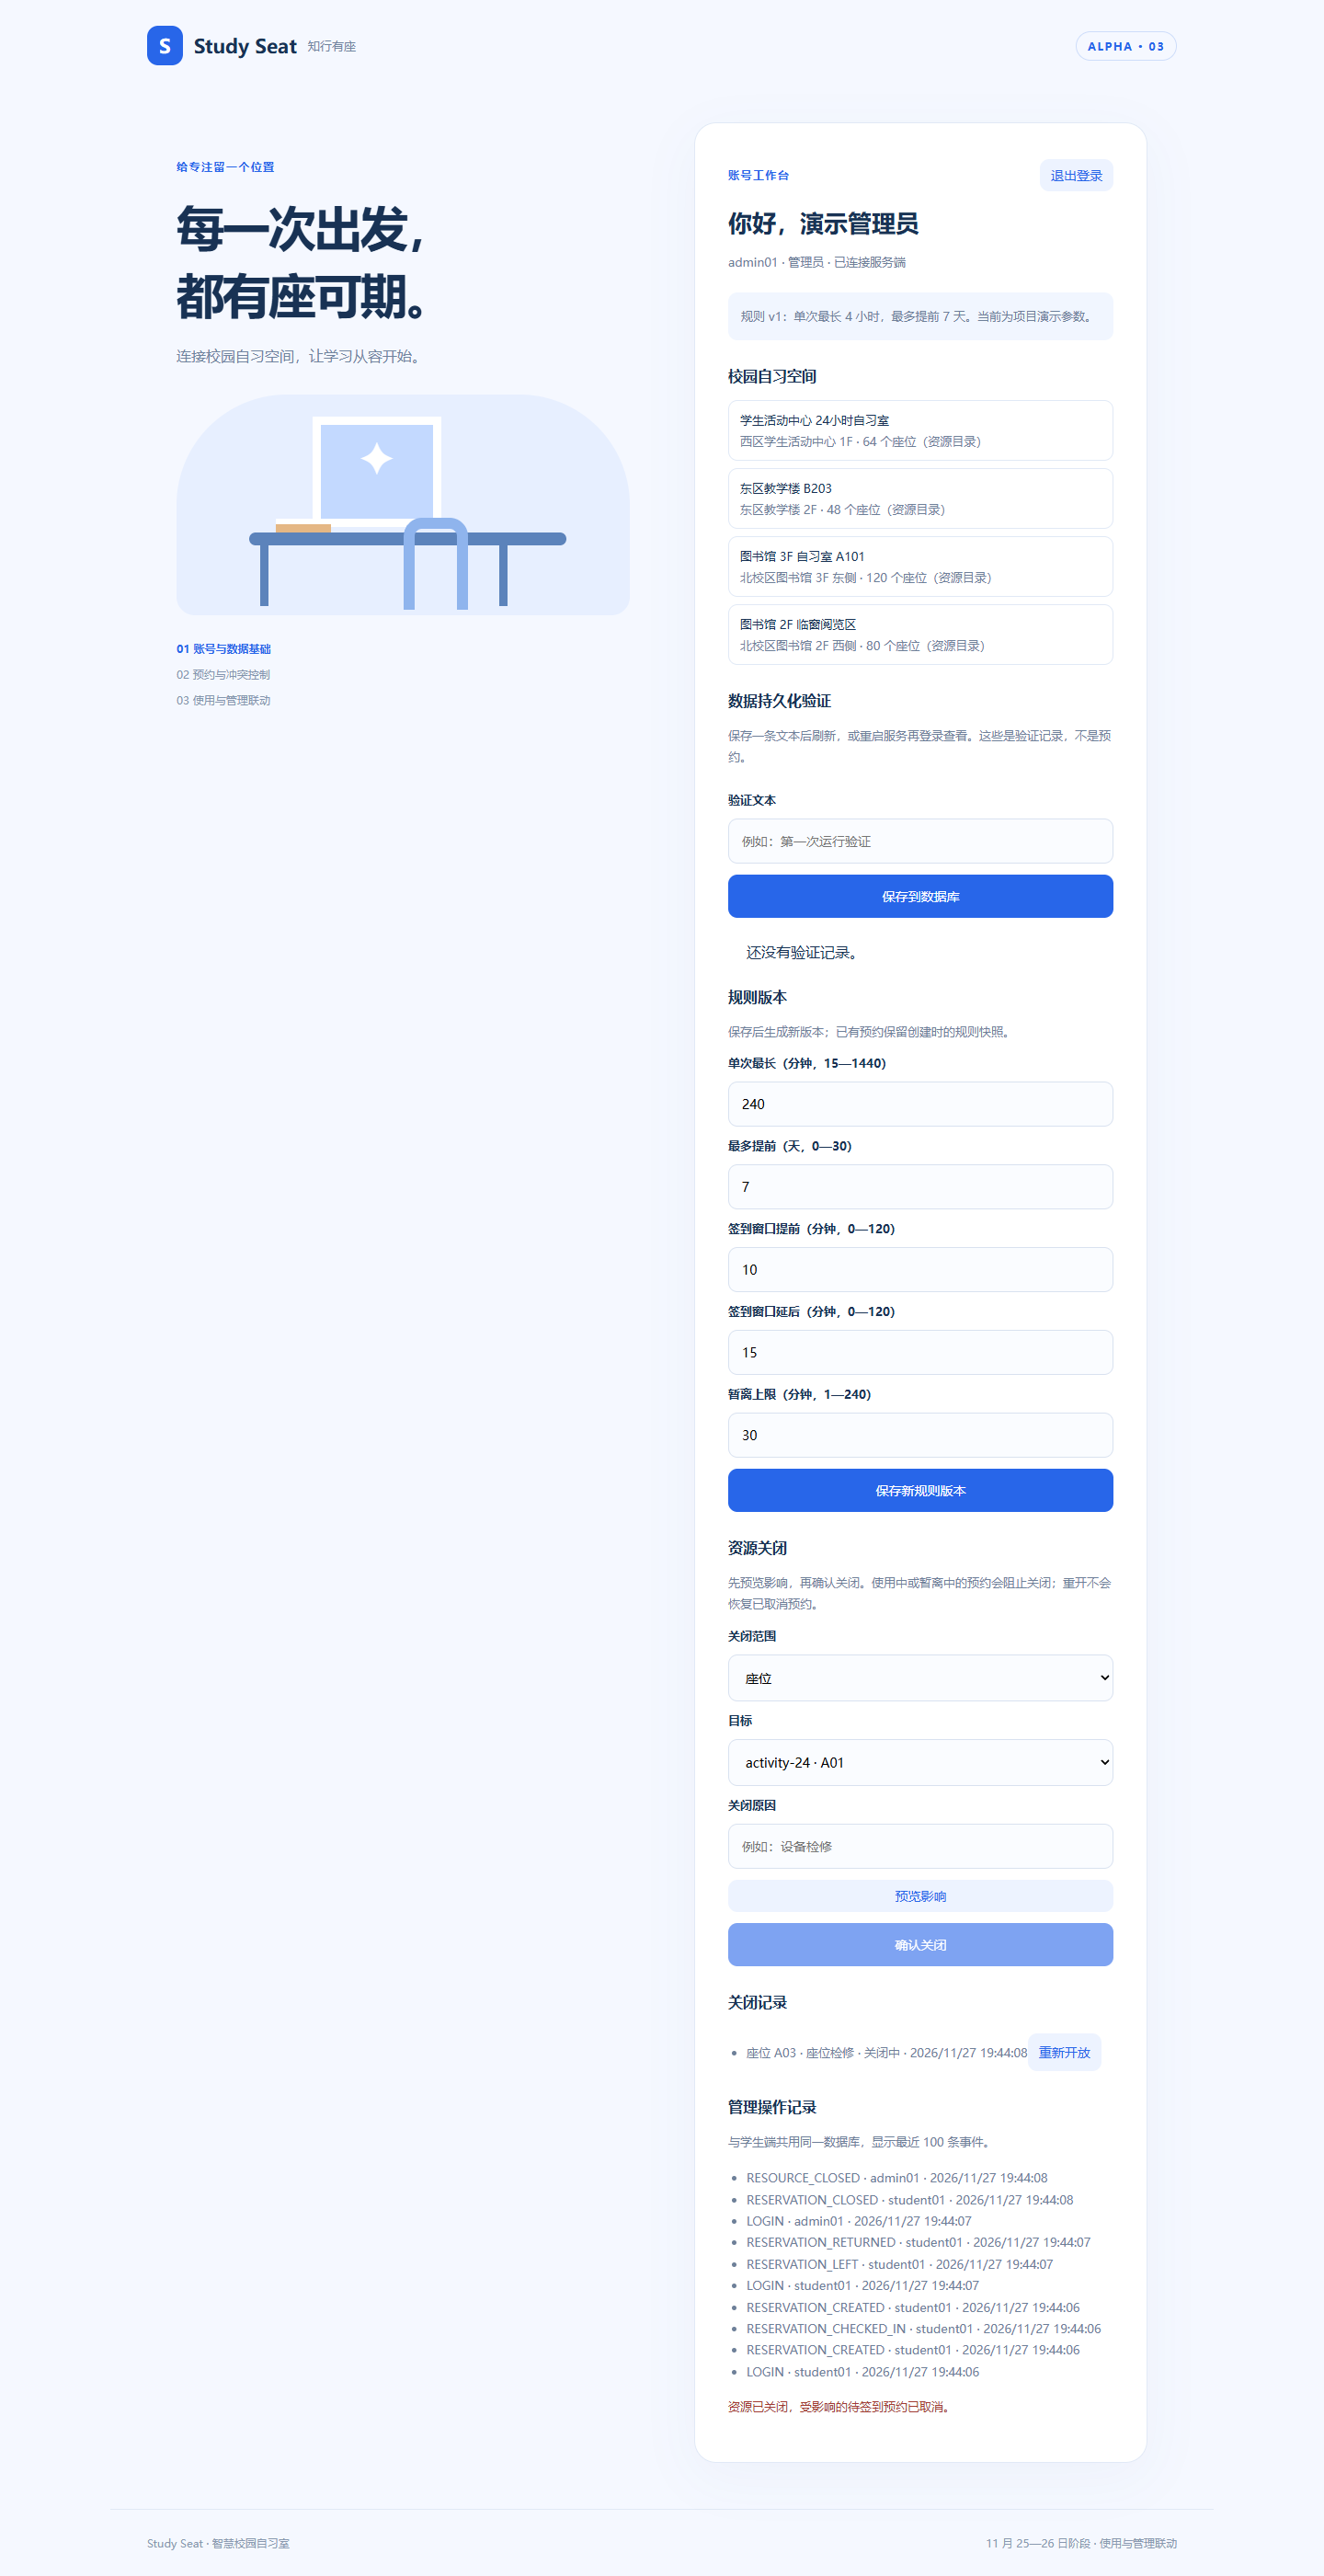 S Study Seat 知行有座
ALPHA • 03
给专注留一个位置
每一次出发，
都有座可期。
连接校园自习空间，让学习从容开始。
01 账号与数据基础
02 预约与冲突控制
03 使用与管理联动
账号工作台
退出登录
你好，演示管理员
admin01 · 管理员 · 已连接服务端
规则 v1：单次最长 4 小时，最多提前 7 天。当前为项目演示参数。
校园自习空间
学生活动中心 24小时自习室
西区学生活动中心 1F · 64 个座位（资源目录）
东区教学楼 B203
东区教学楼 2F · 48 个座位（资源目录）
图书馆 3F 自习室 A101
北校区图书馆 3F 东侧 · 120 个座位（资源目录）
图书馆 2F 临窗阅览区
北校区图书馆 2F 西侧 · 80 个座位（资源目录）
数据持久化验证
保存一条文本后刷新，或重启服务再登录查看。这些是验证记录，不是预
约。
验证文本
例如：第一次运行验证
保存到数据库
还没有验证记录。
规则版本
保存后生成新版本；已有预约保留创建时的规则快照。
单次最长（分钟，15—1440）
240
最多提前（天，0—30）
7
签到窗口提前（分钟，0—120）
10
签到窗口延后（分钟，0—120）
15
暂离上限（分钟，1—240）
30
保存新规则版本
资源关闭
先预览影响，再确认关闭。使用中或暂离中的预约会阻止关闭；重开不会
恢复已取消预约。
关闭范围
座位
目标
activity-24 · A01
关闭原因
例如：设备检修
预览影响
确认关闭
关闭记录
• 座位 A03 · 座位检修 · 关闭中 · 2026/11/27 19:44:08 重新开放
管理操作记录
与学生端共用同一数据库，显示最近 100 条事件。
• RESOURCE_CLOSED · admin01 · 2026/11/27 19:44:08
• RESERVATION_CLOSED · student01 · 2026/11/27 19:44:08
• LOGIN · admin01 · 2026/11/27 19:44:07
• RESERVATION_RETURNED · student01 · 2026/11/27 19:44:07
• RESERVATION_LEFT · student01 · 2026/11/27 19:44:07
• LOGIN · student01 · 2026/11/27 19:44:07
• RESERVATION_CREATED · student01 · 2026/11/27 19:44:06
• RESERVATION_CHECKED_IN · student01 · 2026/11/27 19:44:06
• RESERVATION_CREATED · student01 · 2026/11/27 19:44:06
• LOGIN · student01 · 2026/11/27 19:44:06
资源已关闭，受影响的待签到预约已取消。
Study Seat · 智慧校园自习室
11 月 25—26 日阶段 · 使用与管理联动